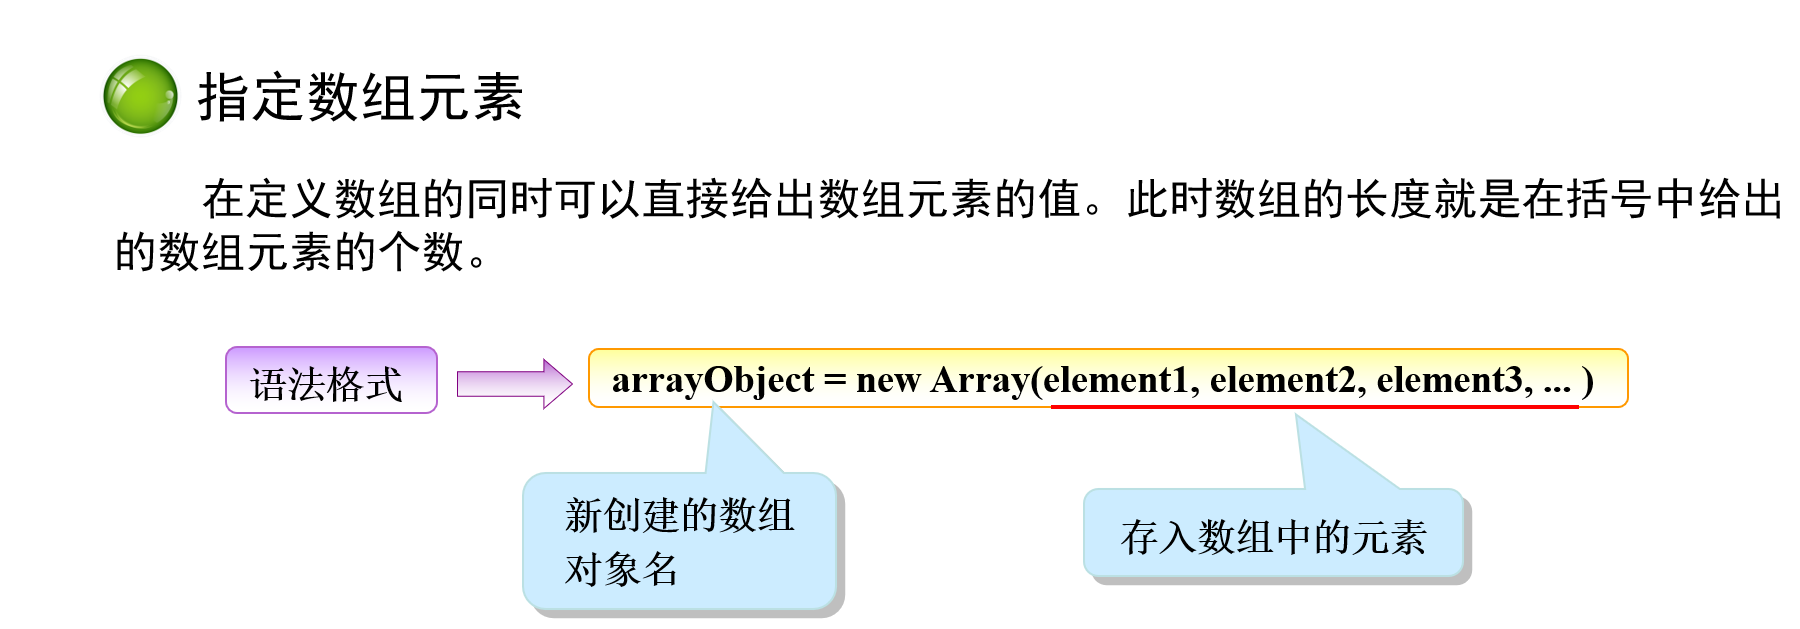 指定数组元素
在定义数组的同时可以直接给出数组元素的值。此时数组的长度就是在括号中给出
的数组元素的个数。
语法格式
arrayObject = new Array(element1, element2, element3, ... )
新创建的数组
对象名
存入数组中的元素